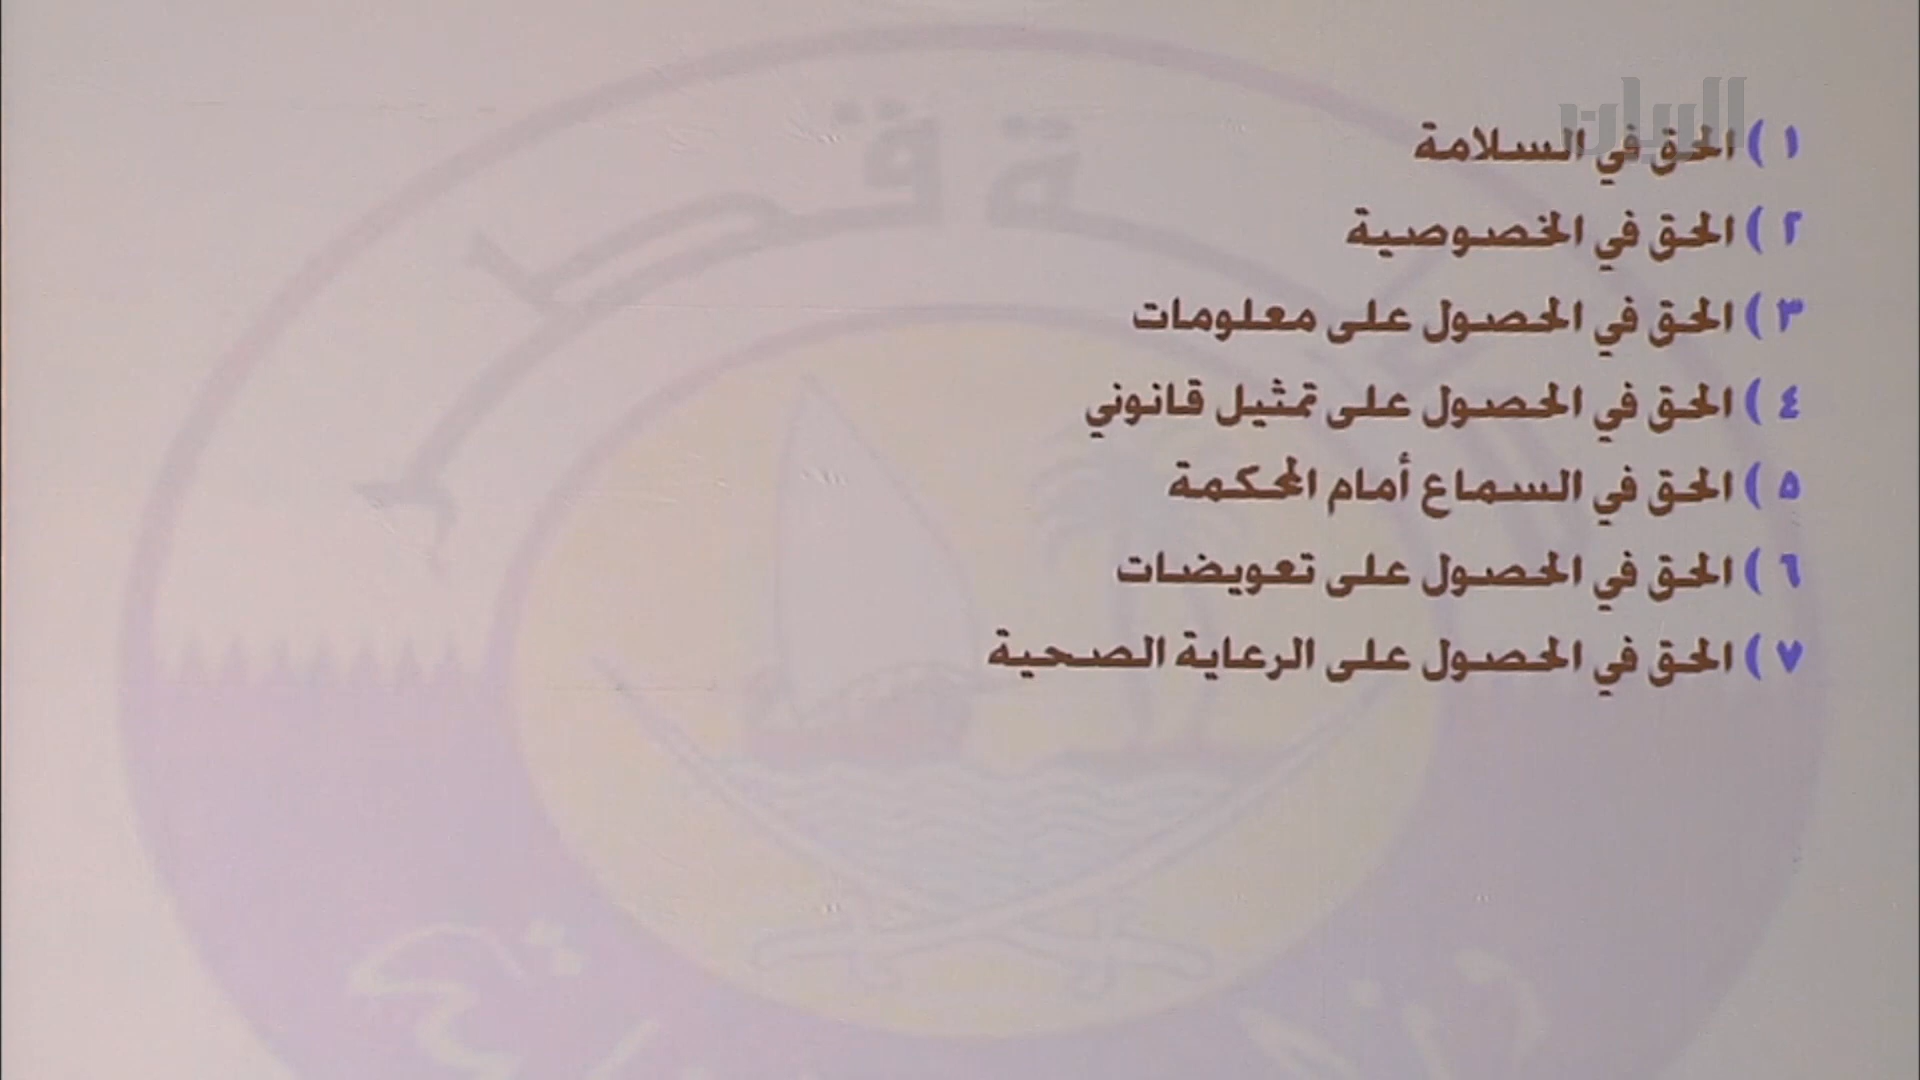 البيان
١) الحق في السلامة
٢) الحق في الخصوصية
٣) الحق في الحصول على معلومات
٤) الحق في الحصول على تمثيل قانوني
٥) الحق في السماع أمام المحكمة
٦) الحق في الحصول على تعويضات
٧) الحق في الحصول على الرعاية الصحية
ة قطر